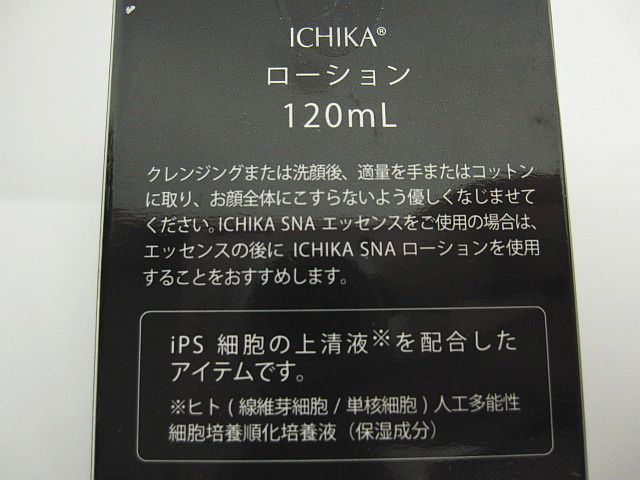 ICHIKA®
ローション
120mL
クレンジングまたは洗顔後、適量を手またはコットン
に取り、お顔全体にこすらないよう優しくなじませて
ください。ICHIKA SNA エッセンスをご使用の場合は、
エッセンスの後に ICHIKA SNA ローションを使用
することをおすすめします。
iPS 細胞の上清液※を配合した
アイテムです。
※ヒト ( 線維芽細胞 / 単核細胞 ) 人工多能性
細胞培養順化培養液（保湿成分）